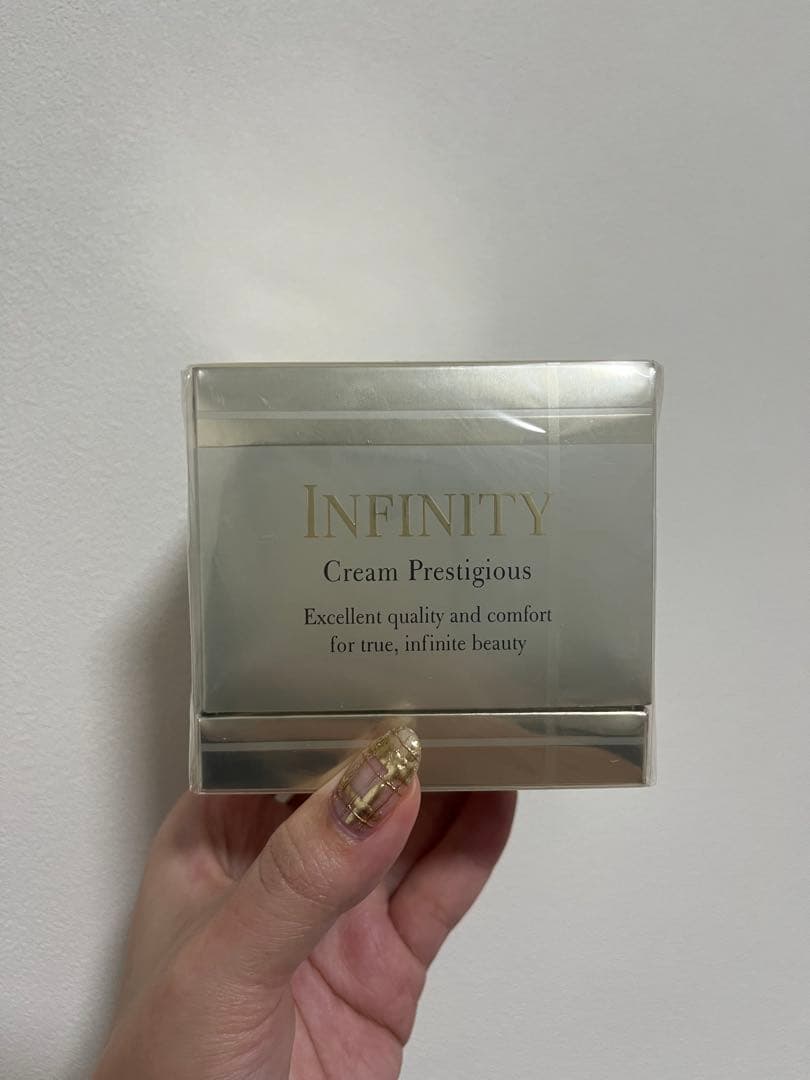 INFINITY
Cream Prestigious
Excellent quality and comfort
for true, infinite beauty